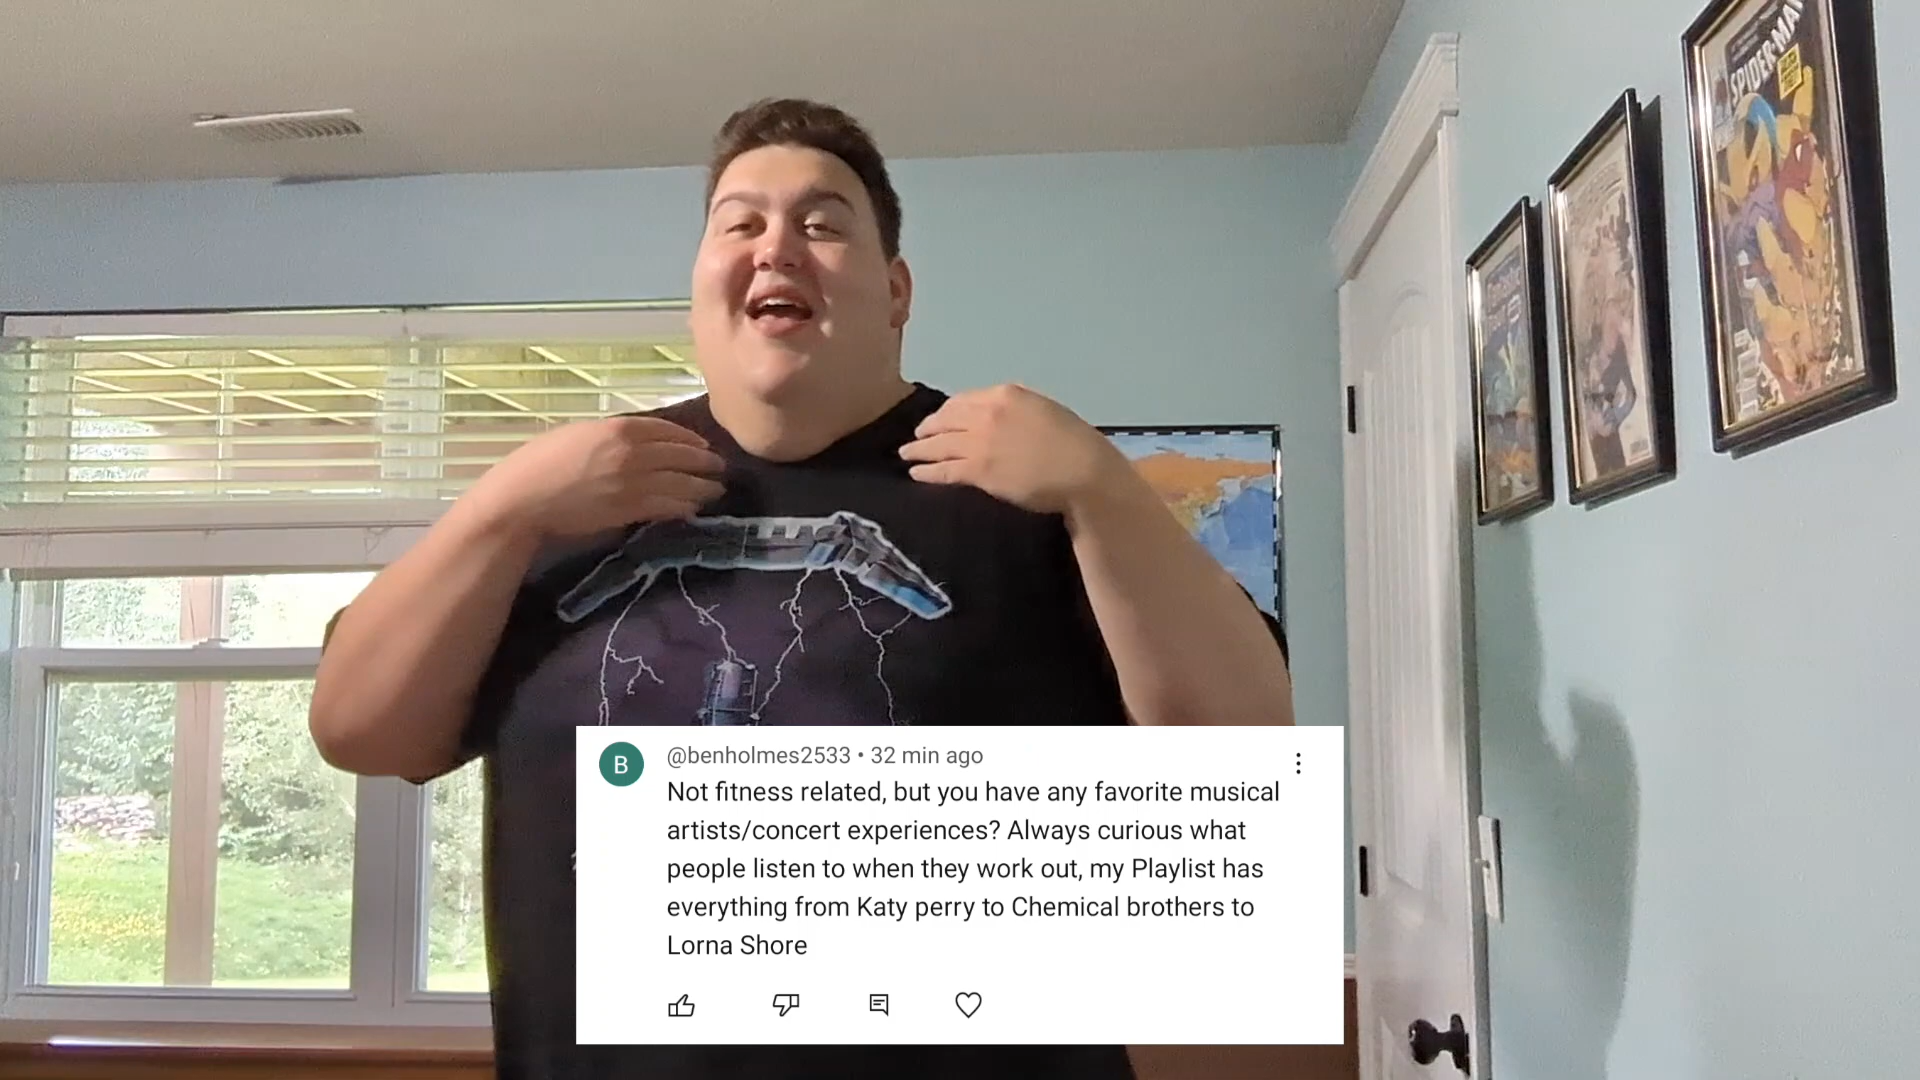 SPIDER-MAN
B
@benholmes2533 • 32 min ago
Not fitness related, but you have any favorite musical
artists/concert experiences? Always curious what
people listen to when they work out, my Playlist has
everything from Katy perry to Chemical brothers to
Lorna Shore